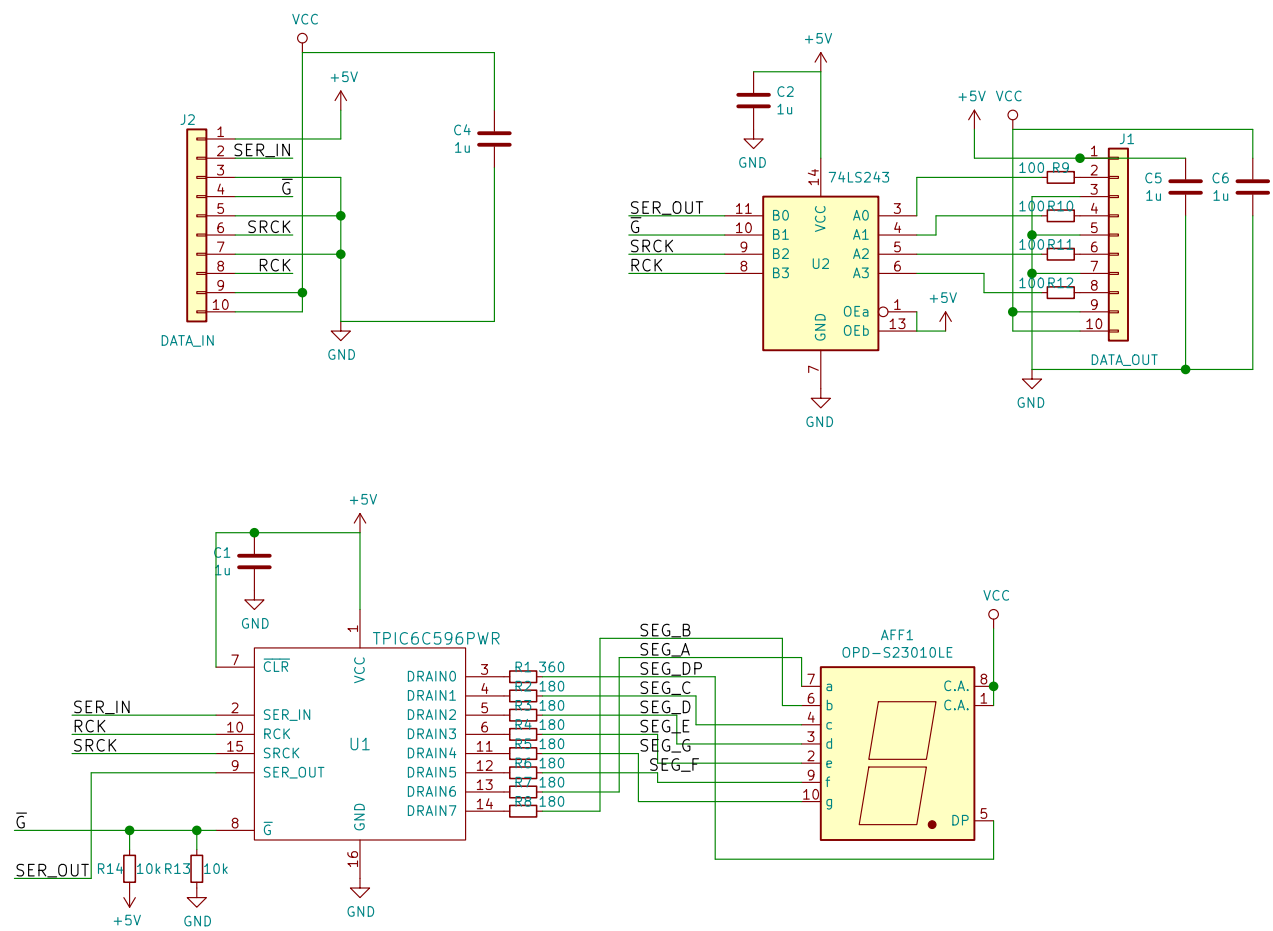 VCC
+5V
J2
1
SER_IN
2
3
G̅
4
5
SRCK
6
7
RCK
8
9
10
DATA_IN
GND
C4
1u
+5V
C2
1u
GND
74LS243
14
VCC
SER_OUT 11 B0 A0 3
G̅ 10 B1 A1 4
SRCK 9 B2 A2 5
RCK 8 B3 A3 6
U2
OEa 1
OEb 13
+5V
GND
7
GND
+5V VCC
J1
100 R9
100 R10
100 R11
100 R12
1
2
3
4
5
6
7
8
9
10
DATA_OUT
GND
C5
1u
C6
1u
+5V
C1
1u
GND
1
TPIC6C596PWR
VCC
7 C̅L̅R̅
SER_IN 2 SER_IN
RCK 10 RCK
SRCK 15 SRCK
9 SER_OUT
G̅ 8 G̅
U1
GND
16
GND
SER_OUT
R14 10k
+5V
R13 10k
GND
DRAIN0 3 R1 360
DRAIN1 4 R2 180
DRAIN2 5 R3 180
DRAIN3 6 R4 180
DRAIN4 11 R5 180
DRAIN5 12 R6 180
DRAIN6 13 R7 180
DRAIN7 14 R8 180
SEG_B
SEG_A
SEG_DP
SEG_C
SEG_D
SEG_E
SEG_G
SEG_F
AFF1
OPD-S23010LE
VCC
7 a
6 b
4 c
3 d
2 e
9 f
10 g
C.A. 8
C.A. 1
DP 5